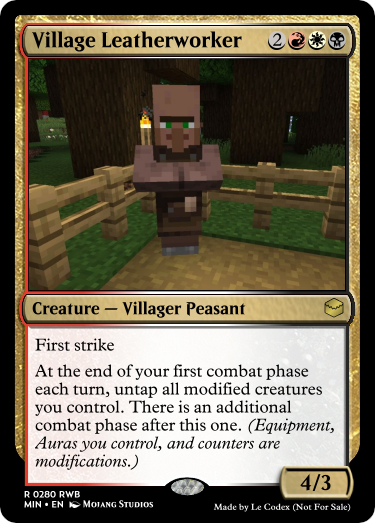 Village Leatherworker 2
Creature — Villager Peasant
First strike
At the end of your first combat phase
each turn, untap all modified creatures
you control. There is an additional
combat phase after this one. (Equipment,
Auras you control, and counters are
modifications.)
4/3
R 0280 RWB
MIN • EN Mojang Studios
Made by Le Codex (Not For Sale)